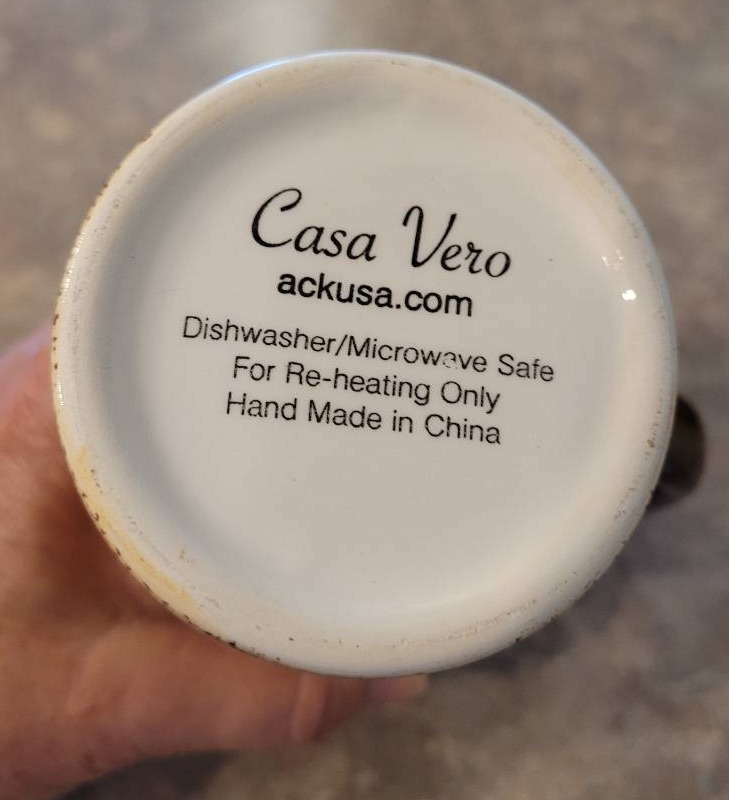 Casa Vero
ackusa.com
Dishwasher/Microwave Safe
For Re-heating Only
Hand Made in China